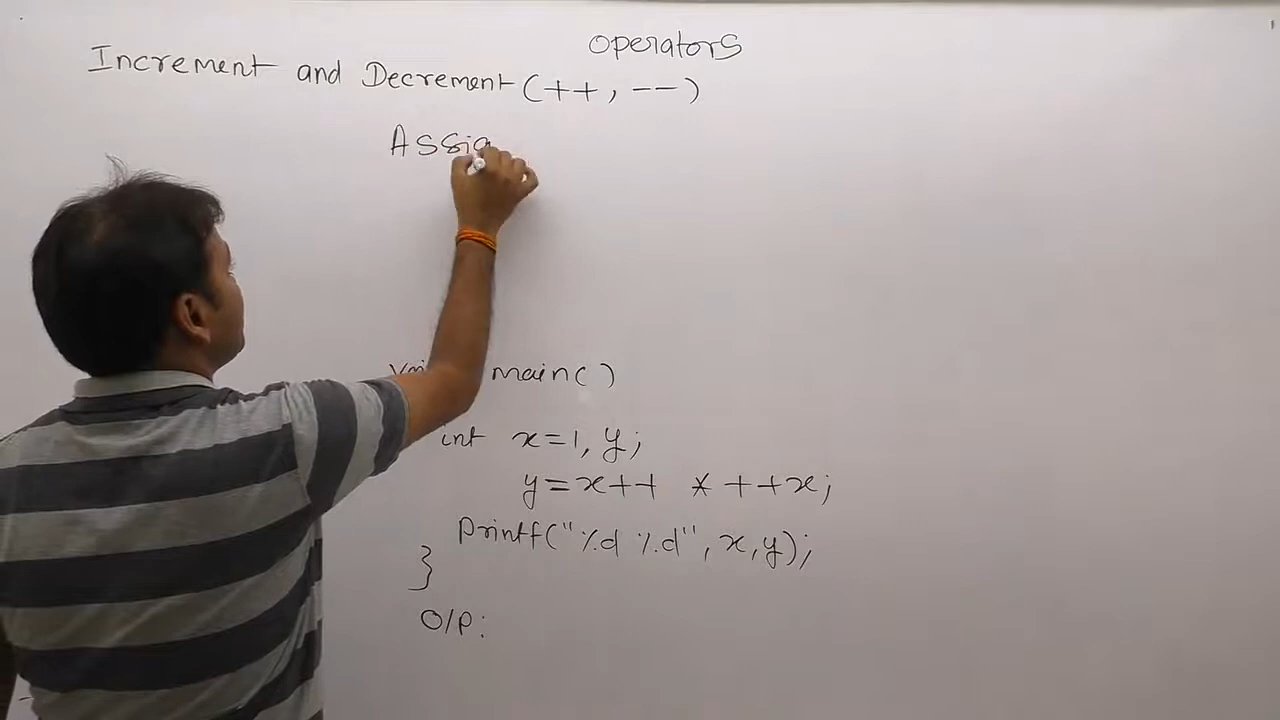 Operators
Increment and Decrement (++, --)
Assig
main( )
int x=1, y;
y=x++ * ++x;
printf("%d %d", x,y);
}
O/P: